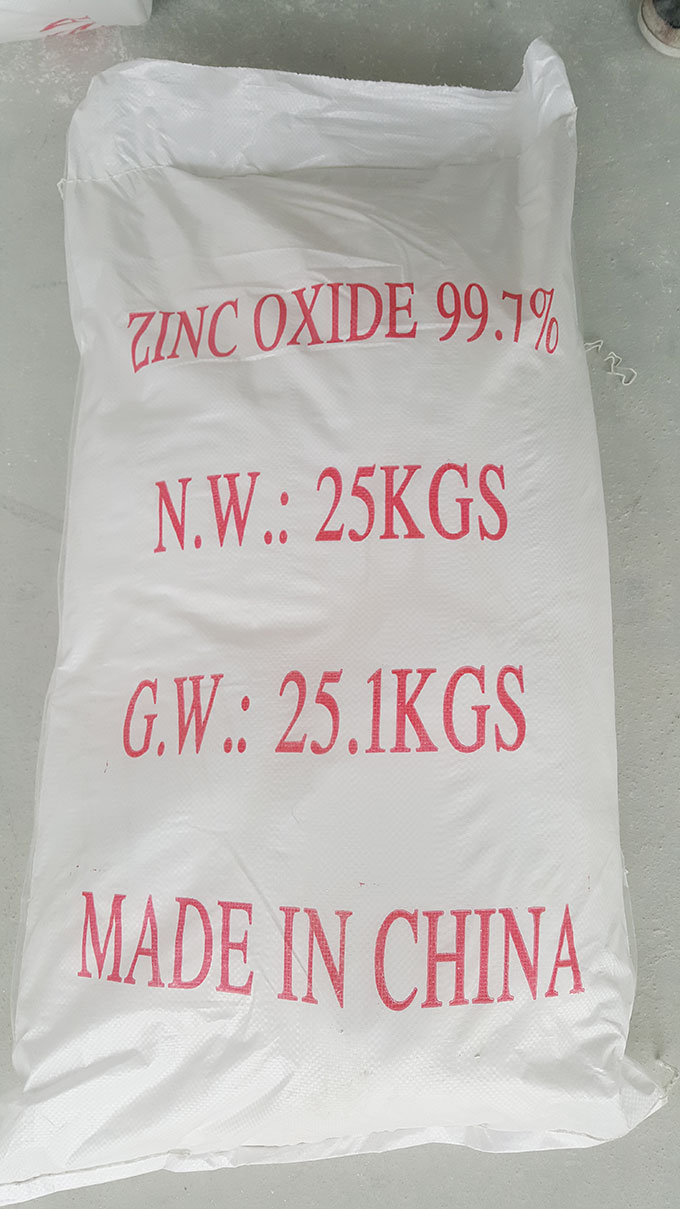 ZINC OXIDE 99.7%
N.W.: 25KGS
G.W.: 25.1KGS
MADE IN CHINA